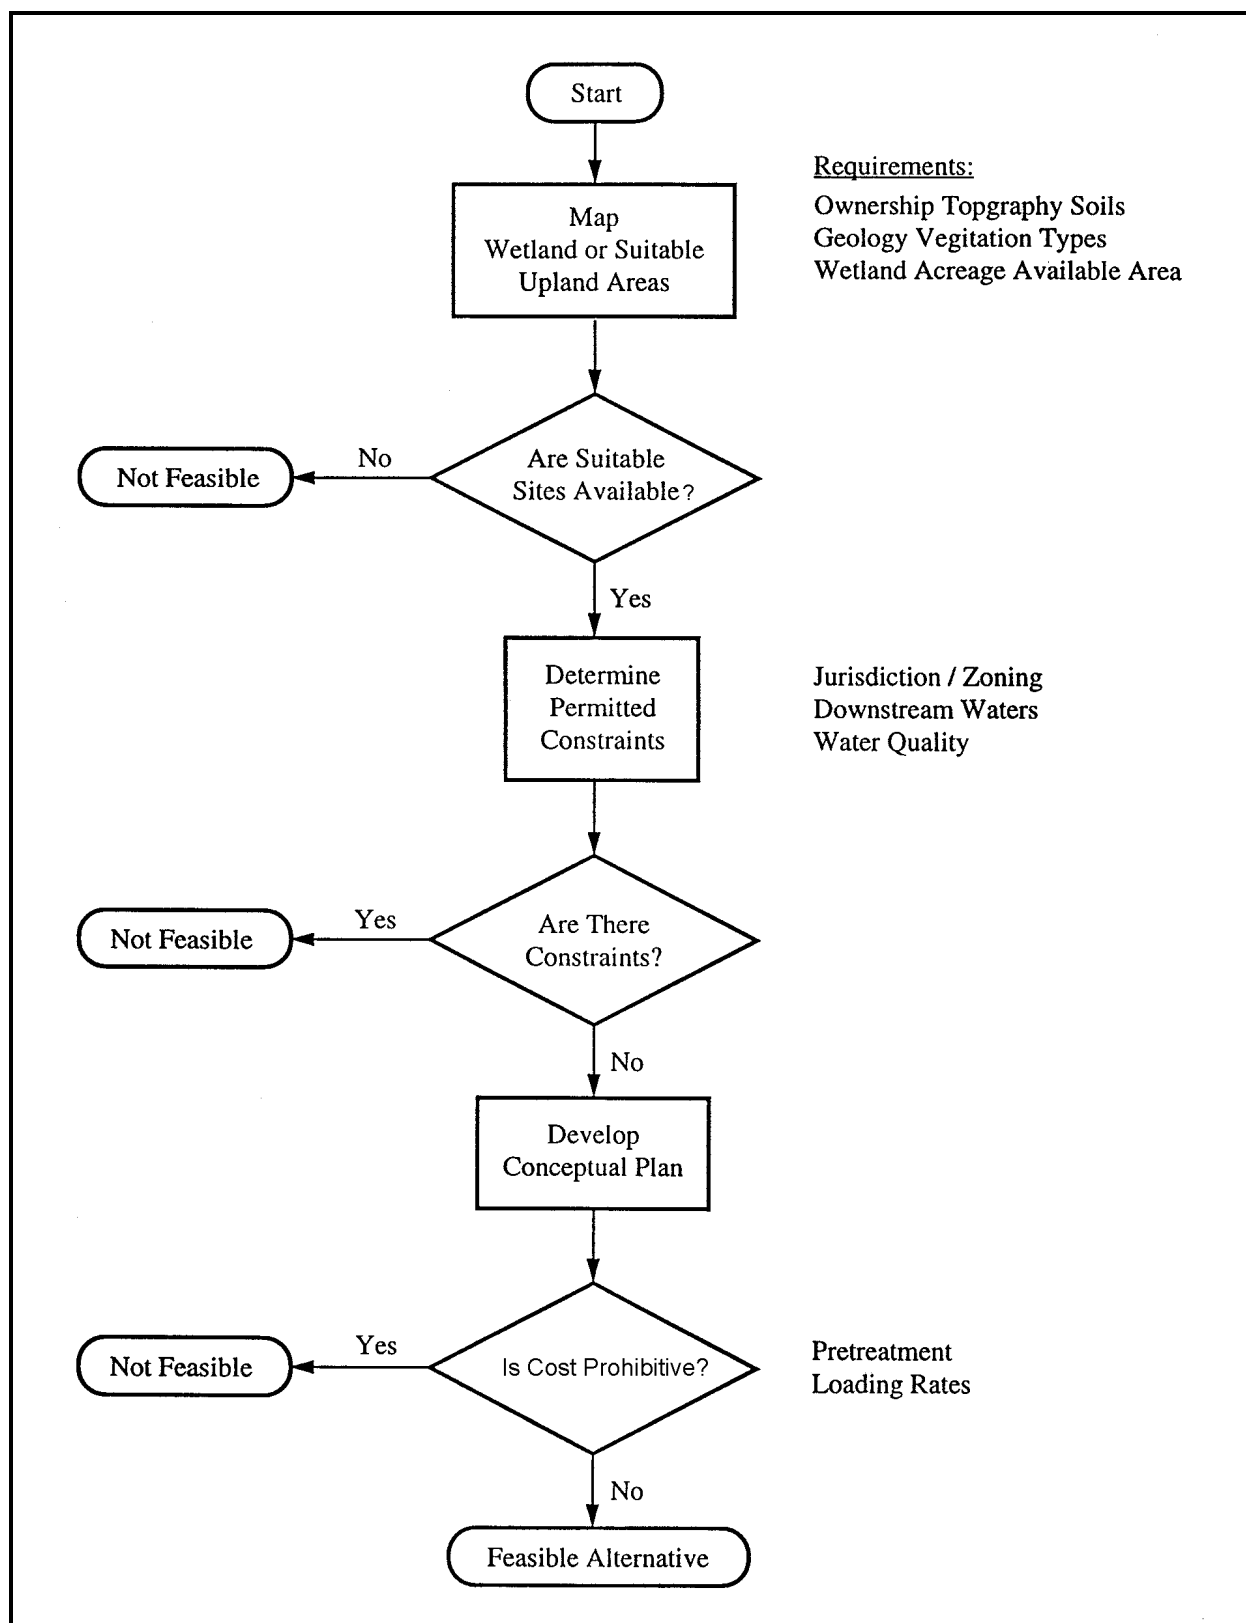 Start
Requirements:
Map
Wetland or Suitable
Upland Areas
Ownership Topgraphy Soils
Geology Vegitation Types
Wetland Acreage Available Area
Are Suitable
Sites Available?
No
Not Feasible
Yes
Determine
Permitted
Constraints
Jurisdiction / Zoning
Downstream Waters
Water Quality
Are There
Constraints?
Yes
Not Feasible
No
Develop
Conceptual Plan
Is Cost Prohibitive?
Yes
Not Feasible
Pretreatment
Loading Rates
No
Feasible Alternative